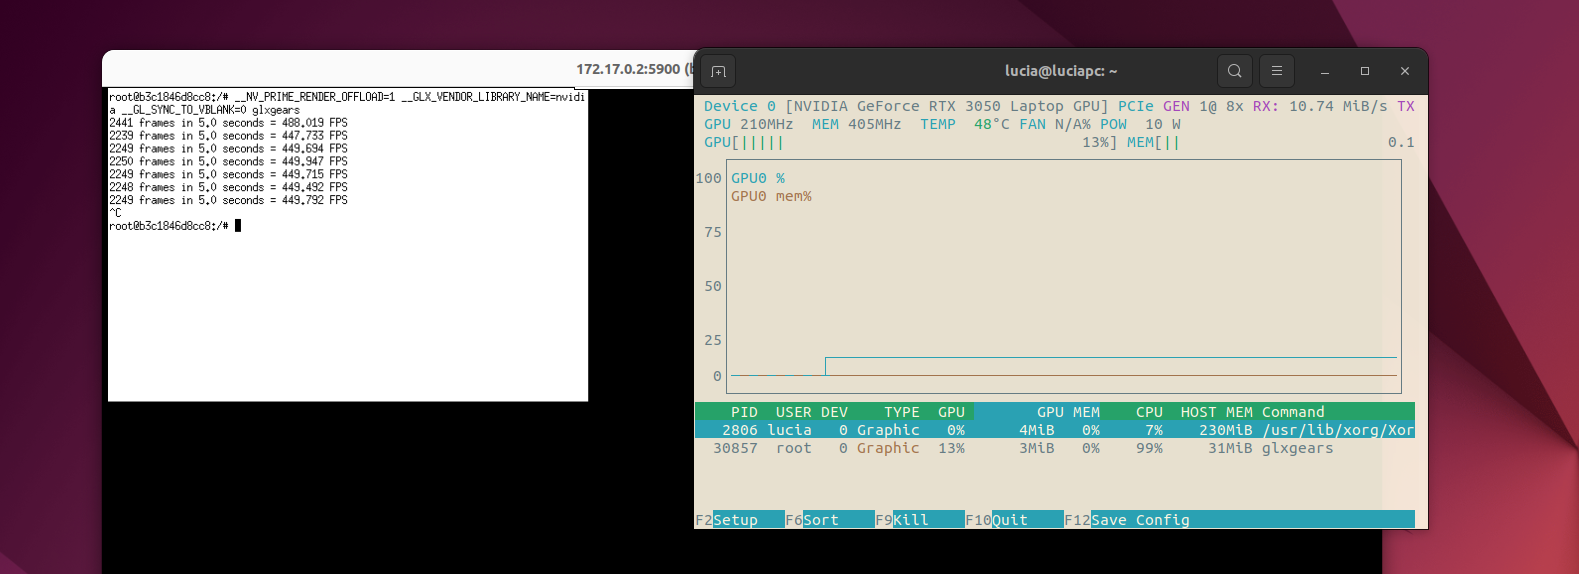 172.17.0.2:5900 (b
root@b3c1846d8cc8:/# __NV_PRIME_RENDER_OFFLOAD=1 __GLX_VENDOR_LIBRARY_NAME=nvidi
a __GL_SYNC_TO_VBLANK=0 glxgears
2441 frames in 5.0 seconds = 488.019 FPS
2239 frames in 5.0 seconds = 447.733 FPS
2249 frames in 5.0 seconds = 449.694 FPS
2250 frames in 5.0 seconds = 449.947 FPS
2249 frames in 5.0 seconds = 449.715 FPS
2248 frames in 5.0 seconds = 449.492 FPS
2249 frames in 5.0 seconds = 449.792 FPS
^C
root@b3c1846d8cc8:/#
lucia@luciapc: ~
Device 0 [NVIDIA GeForce RTX 3050 Laptop GPU] PCIe GEN 1@ 8x RX: 10.74 MiB/s TX
GPU 210MHz MEM 405MHz TEMP 48°C FAN N/A% POW 10 W
GPU[||||| 13%] MEM[|| 0.1
100
GPU0 %
GPU0 mem%
75
50
25
0
PID USER DEV TYPE GPU GPU MEM CPU HOST MEM Command
2806 lucia 0 Graphic 0% 4MiB 0% 7% 230MiB /usr/lib/xorg/Xor
30857 root 0 Graphic 13% 3MiB 0% 99% 31MiB glxgears
F2Setup F6Sort F9Kill F10Quit F12Save Config